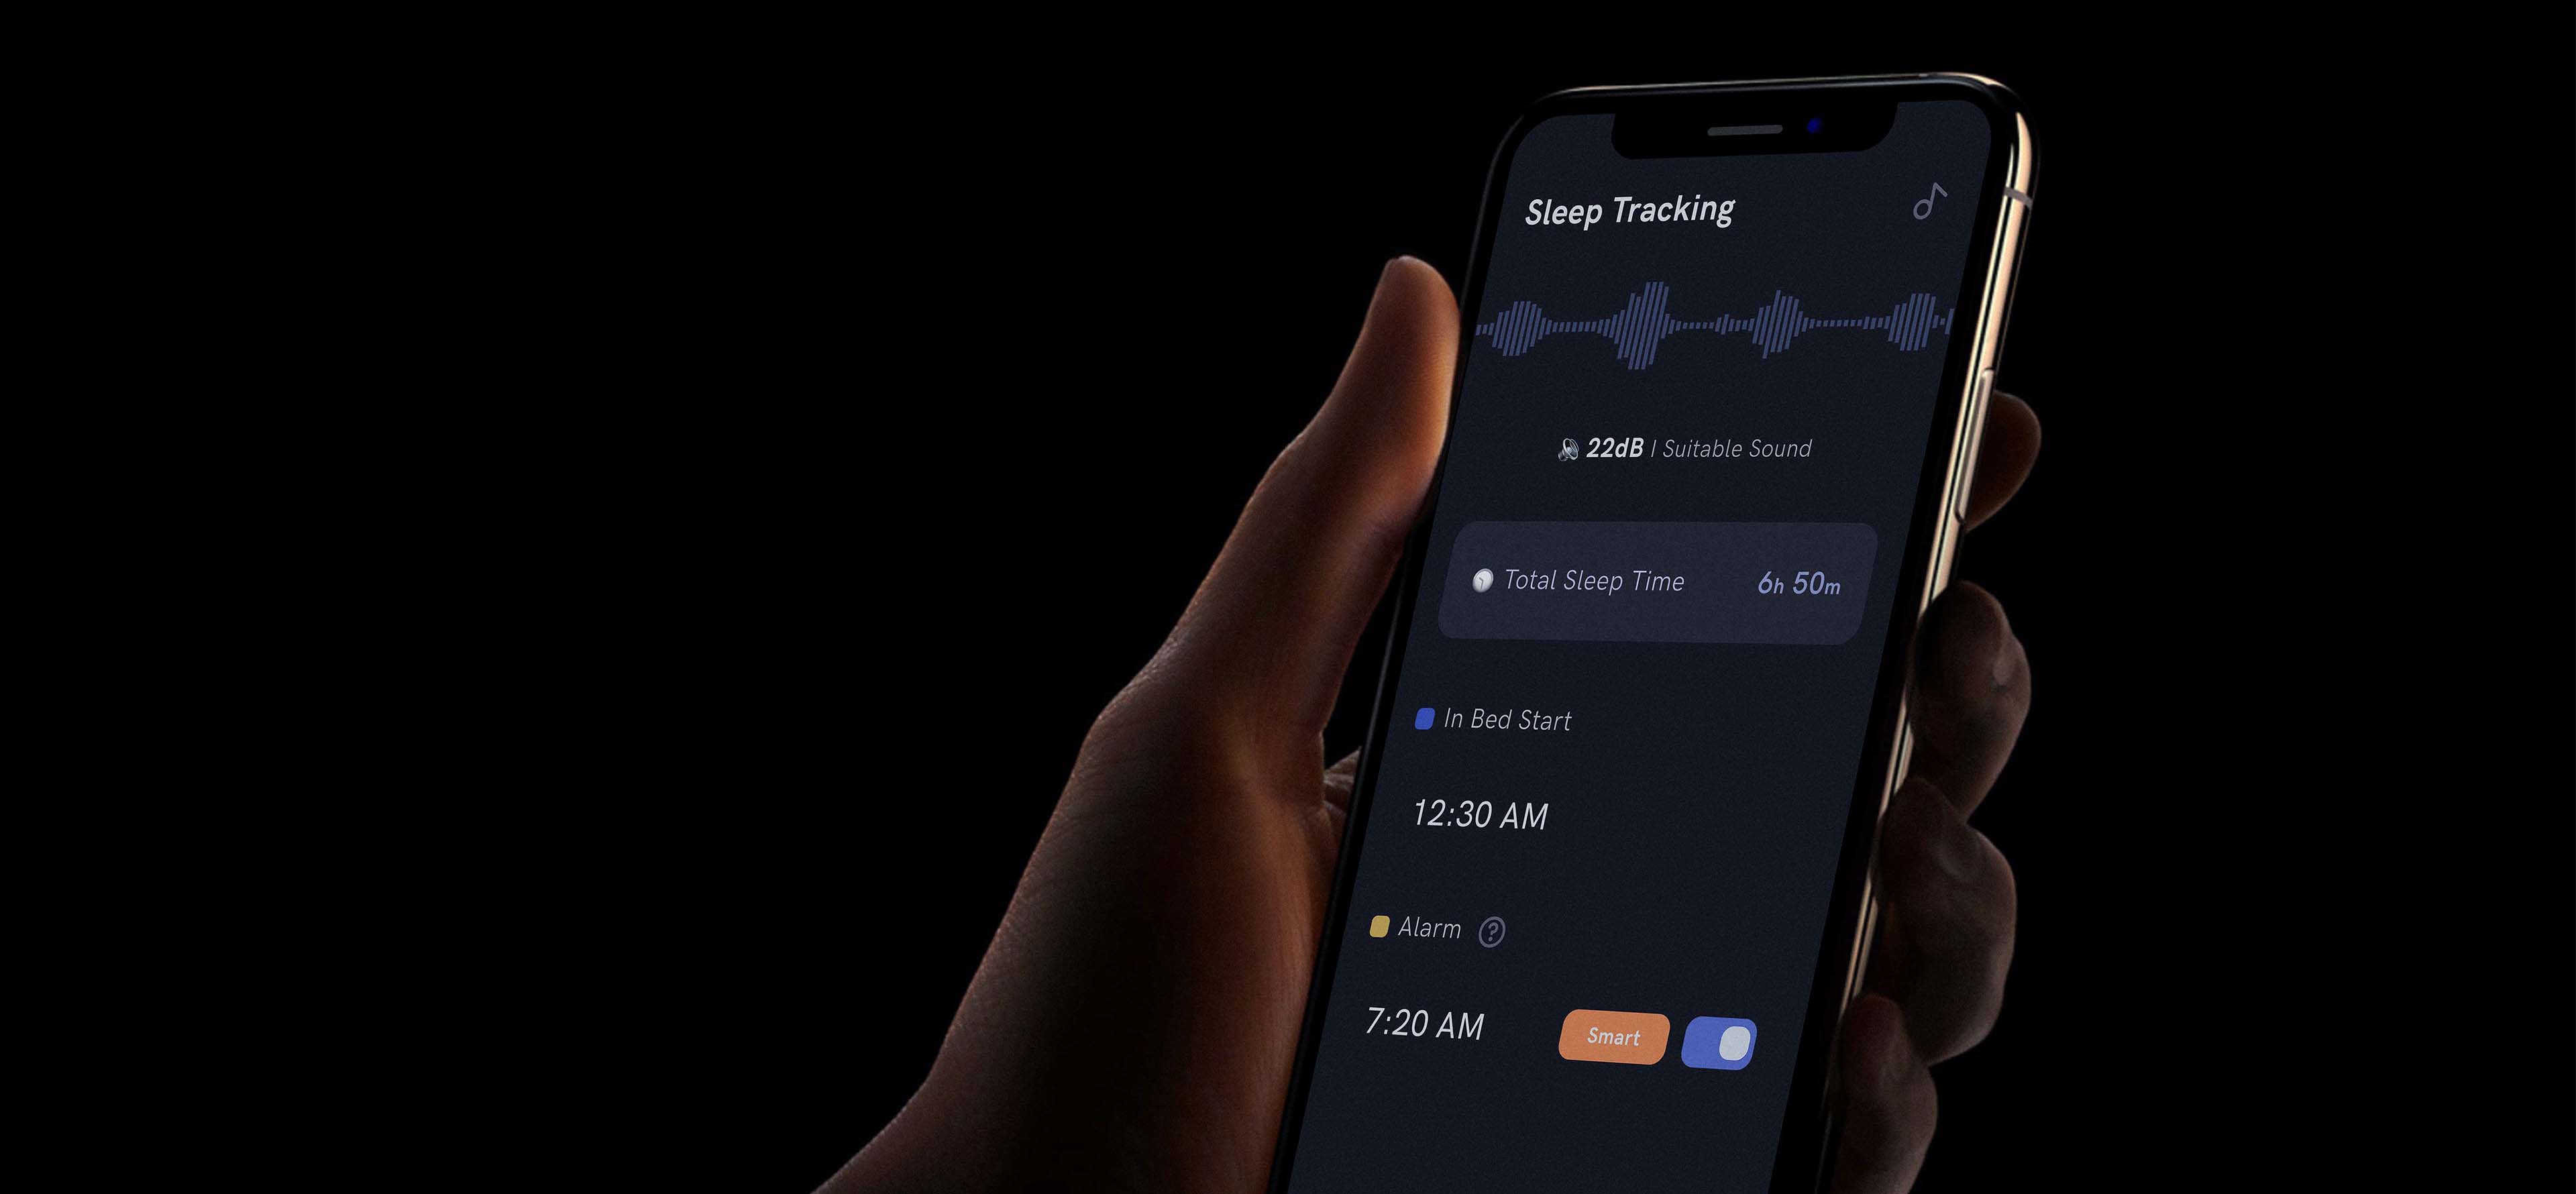 Sleep Tracking
22dB | Suitable Sound
Total Sleep Time 6h 50m
In Bed Start
12:30 AM
Alarm ?
7:20 AM Smart